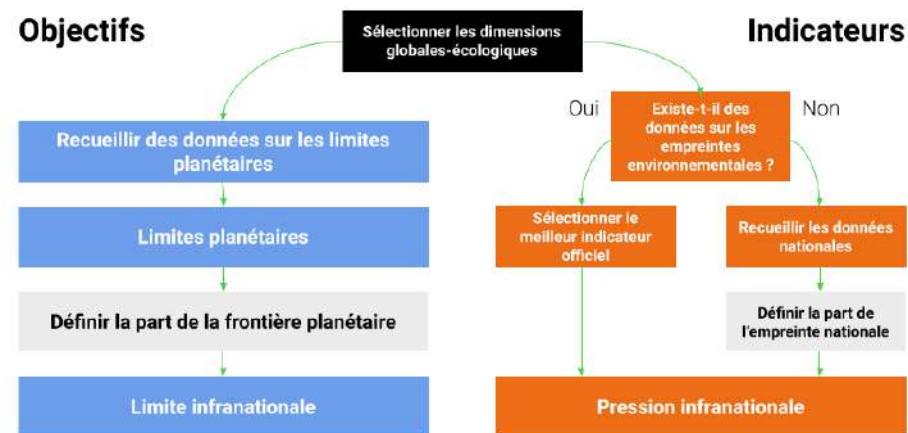 Objectifs
Sélectionner les dimensions
globales-écologiques
Indicateurs
Recueillir des données sur les limites
planétaires
Limites planétaires
Définir la part de la frontière planétaire
Limite infranationale
Oui
Existe-t-il des
données sur les
empreintes
environnementales ?
Non
Sélectionner le
meilleur indicateur
officiel
Recueillir les données
nationales
Définir la part de
l’empreinte nationale
Pression infranationale